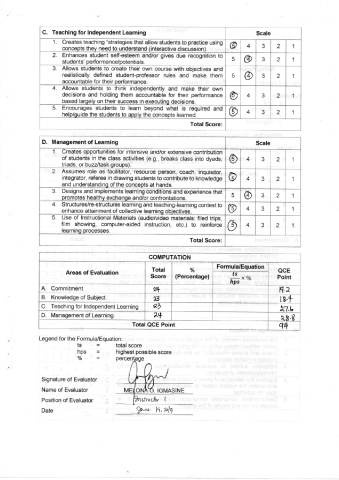 C. Teaching for Independent Learning Scale
1. Creates teaching strategies that allow students to practice using concepts they need to understand (interactive discussion). 5 4 3 2 1
2. Enhances student self-esteem and/or gives due recognition to students' performance/potentials. 5 4 3 2 1
3. Allows students to create their own course with objectives and realistically defined student-professor rules and make them accountable for their performance. 5 4 3 2 1
4. Allows students to think independently and make their own decisions and holding them accountable for their performance based largely on their success in executing decisions. 5 4 3 2 1
5. Encourages students to learn beyond what is required and help/guide the students to apply the concepts learned. 5 4 3 2 1
Total Score:
D. Management of Learning Scale
1. Creates opportunities for intensive and/or extensive contribution of students in the class activities (e.g., breaks class into dyads, triads, or buzz/task groups). 5 4 3 2 1
2. Assumes role as facilitator, resource person, coach, inquisitor, integrator, referee in drawing students to contribute to knowledge and understanding of the concepts at hands. 5 4 3 2 1
3. Designs and implements learning conditions and experience that promotes healthy exchange and/or confrontations. 5 4 3 2 1
4. Structures/re-structures learning and teaching-learning context to enhance attainment of collective learning objectives. 5 4 3 2 1
5. Use of Instructional Materials (audio/video materials: filed trips, film showing, computer-aided instruction, etc.) to reinforce learning processes. 5 4 3 2 1
Total Score:
COMPUTATION
Areas of Evaluation Total Score % (Percentage) Formula/Equation ts/hps x % QCE Point
A. Commitment 24 19.2
B. Knowledge of Subject 23 18.4
C. Teaching for Independent Learning 23 27.6
D. Management of Learning 24 28.8
Total QCE Point 94
Legend for the Formula/Equation:
ts = total score
hps = highest possible score
% = percentage
Signature of Evaluator :
Name of Evaluator : IGMASINE
Position of Evaluator : Instructor I
Date :